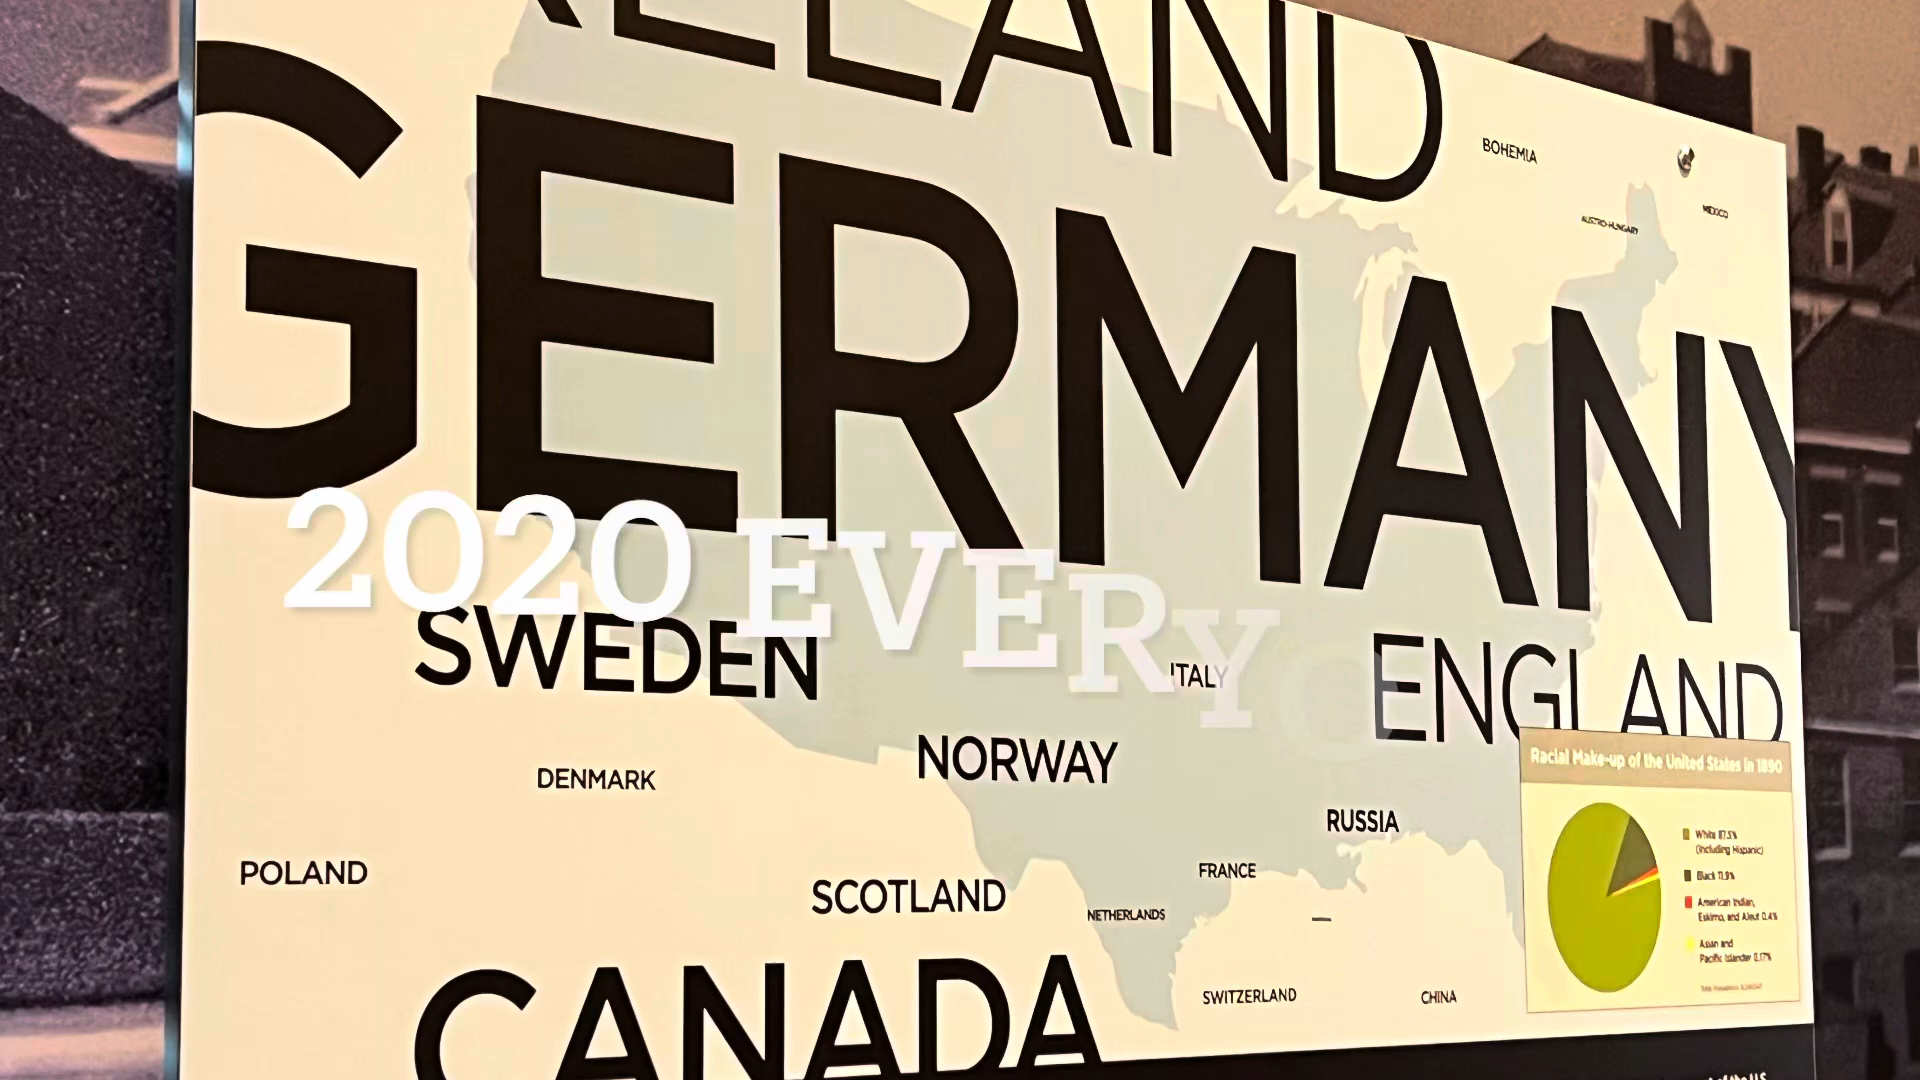 GERMANY
BOHEMIA
AUSTRO-HUNGARY
MEXICO
2020 EVERYO
SWEDEN
ITALY
ENGLAND
NORWAY
DENMARK
RUSSIA
POLAND
SCOTLAND
FRANCE
NETHERLANDS
CANADA
SWITZERLAND
CHINA
Racial Make-up of the United States in 1890
White 87.5%
(Including Hispanic)
Black 11.9%
American Indian,
Eskimo, and Aleut 0.4%
Asian and
Pacific Islander 0.17%